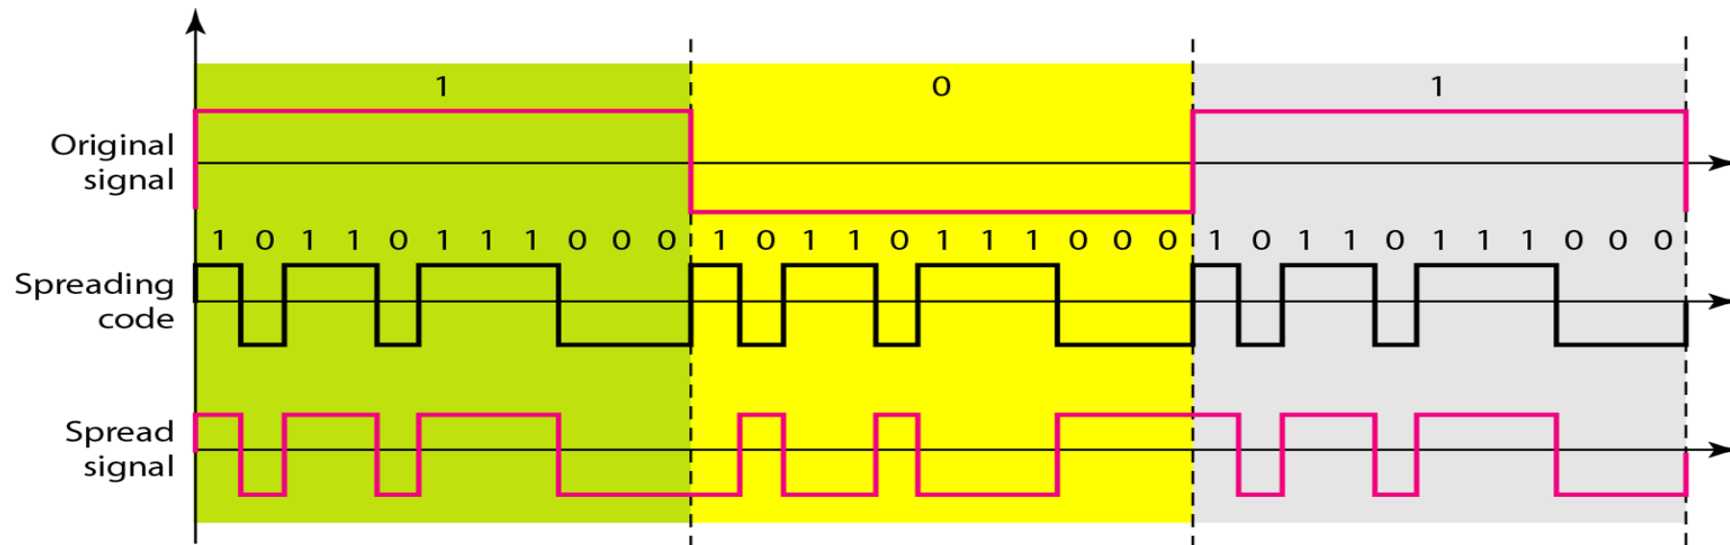 1 0 1
Original
signal
1 0 1 1 0 1 1 1 0 0 0 1 0 1 1 0 1 1 1 0 0 0 1 0 1 1 0 1 1 1 0 0 0
Spreading
code
Spread
signal